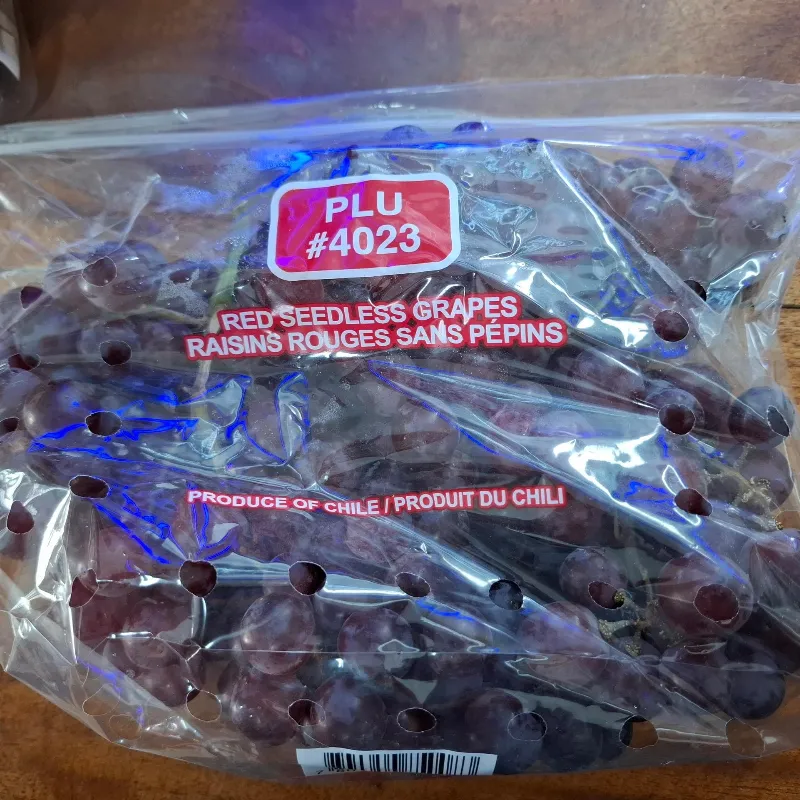 PLU
#4023
RED SEEDLESS GRAPES
RAISINS ROUGES SANS PÉPINS
PRODUCE OF CHILE / PRODUIT DU CHILI